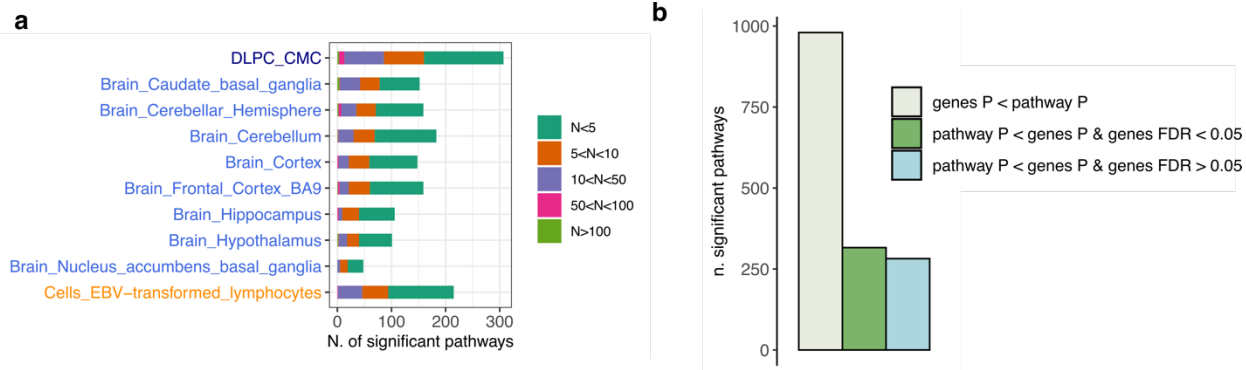 a
DLPC_CMC
Brain_Caudate_basal_ganglia
Brain_Cerebellar_Hemisphere
Brain_Cerebellum
Brain_Cortex
Brain_Frontal_Cortex_BA9
Brain_Hippocampus
Brain_Hypothalamus
Brain_Nucleus_accumbens_basal_ganglia
Cells_EBV−transformed_lymphocytes
0 100 200 300
N. of significant pathways
N<5
5<N<10
10<N<50
50<N<100
N>100
b
n. significant pathways
1000
750
500
250
0
genes P < pathway P
pathway P < genes P & genes FDR < 0.05
pathway P < genes P & genes FDR > 0.05